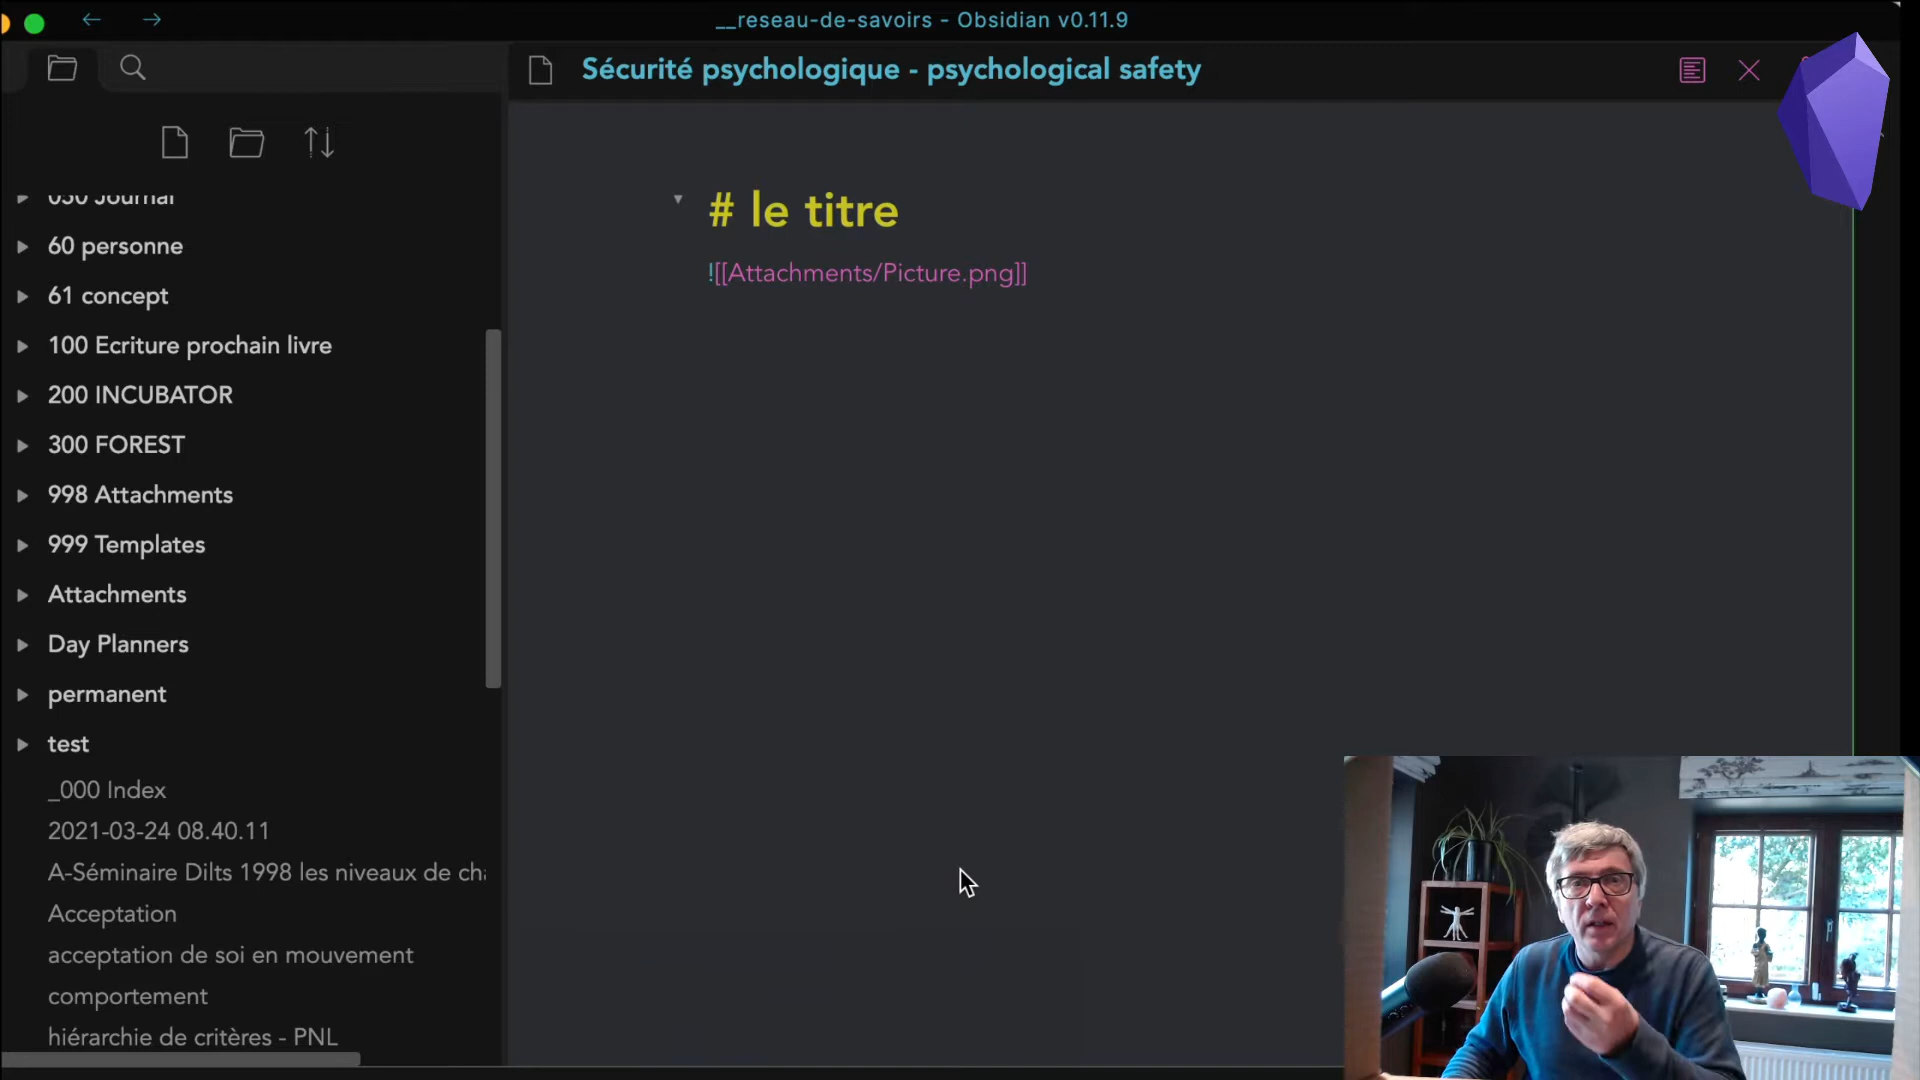 __reseau-de-savoirs - Obsidian v0.11.9
Sécurité psychologique - psychological safety
# le titre
![[Attachments/Picture.png]]
050 Journal
60 personne
61 concept
100 Ecriture prochain livre
200 INCUBATOR
300 FOREST
998 Attachments
999 Templates
Attachments
Day Planners
permanent
test
_000 Index
2021-03-24 08.40.11
A-Séminaire Dilts 1998 les niveaux de cha
Acceptation
acceptation de soi en mouvement
comportement
hiérarchie de critères - PNL